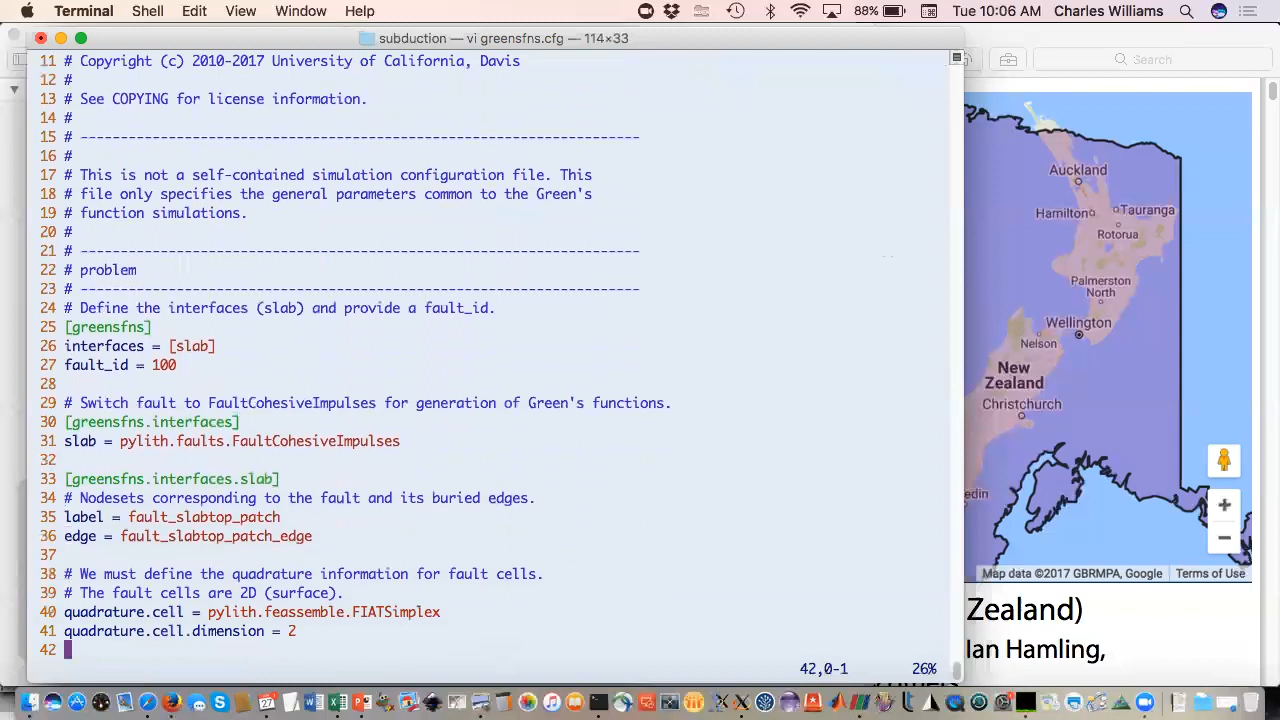 Terminal Shell Edit View Window Help 88% Tue 10:06 AM Charles Williams
subduction — vi greensfns.cfg — 114×33
Search
11 # Copyright (c) 2010-2017 University of California, Davis
12 #
13 # See COPYING for license information.
14 #
15 # ----------------------------------------------------------------------
16 #
17 # This is not a self-contained simulation configuration file. This
18 # file only specifies the general parameters common to the Green's
19 # function simulations.
20 #
21 # ----------------------------------------------------------------------
22 # problem
23 # ----------------------------------------------------------------------
24 # Define the interfaces (slab) and provide a fault_id.
25 [greensfns]
26 interfaces = [slab]
27 fault_id = 100
28
29 # Switch fault to FaultCohesiveImpulses for generation of Green's functions.
30 [greensfns.interfaces]
31 slab = pylith.faults.FaultCohesiveImpulses
32
33 [greensfns.interfaces.slab]
34 # Nodesets corresponding to the fault and its buried edges.
35 label = fault_slabtop_patch
36 edge = fault_slabtop_patch_edge
37
38 # We must define the quadrature information for fault cells.
39 # The fault cells are 2D (surface).
40 quadrature.cell = pylith.feassemble.FIATSimplex
41 quadrature.cell.dimension = 2
42
42,0-1 26%
Auckland
Hamilton
Tauranga
Rotorua
Palmerston
North
Wellington
Nelson
New
Zealand
Christchurch
edin
+
−
Map data ©2017 GBRMPA, Google Terms of Use
Zealand)
Ian Hamling,